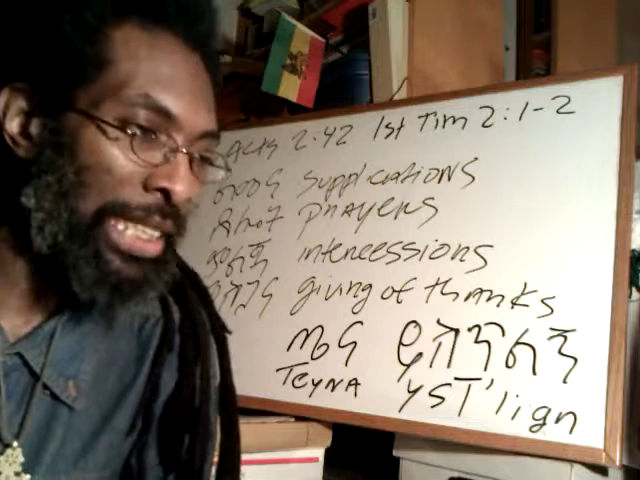 Acts 2:42 1st Tim 2:1-2
supplications
prayers
intercessions
giving of thanks
ጤና ይስጥልኝ
TeyNA yST'lign